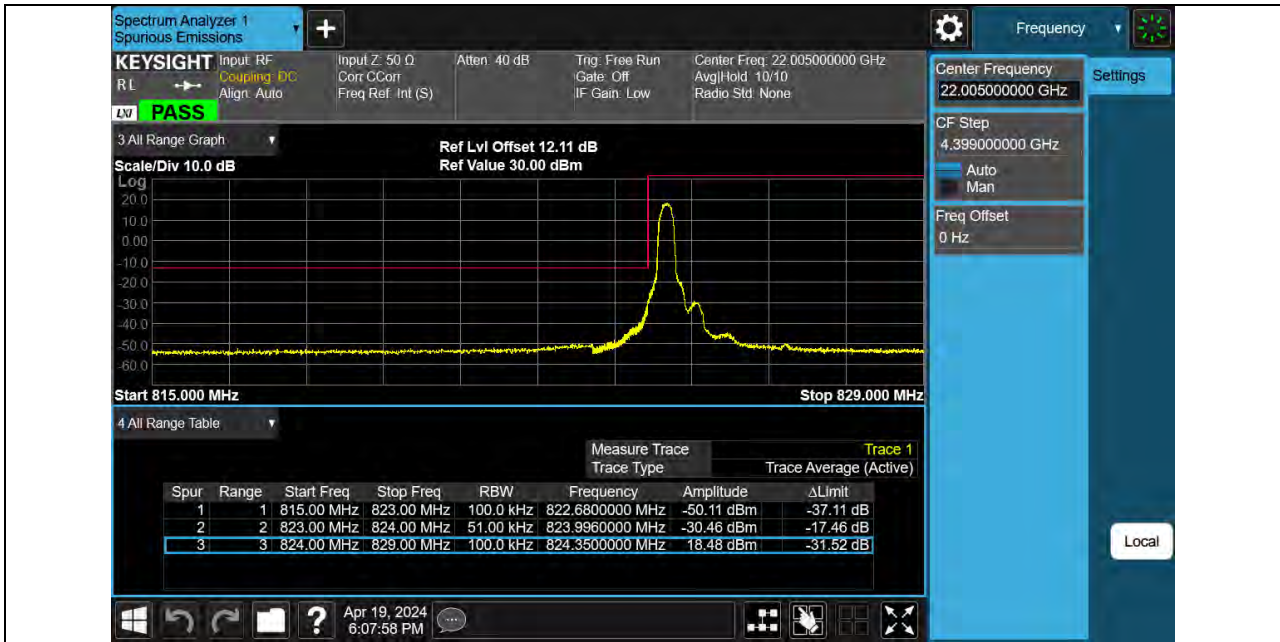 Spectrum Analyzer 1
Spurious Emissions
Frequency
KEYSIGHT
RL
LXI
PASS
Input: RF
Coupling: DC
Align: Auto
Input Z: 50 Ω
Corr CCorr
Freq Ref: Int (S)
Atten: 40 dB
Trig: Free Run
Gate: Off
IF Gain: Low
Center Freq: 22.005000000 GHz
Avg|Hold: 10/10
Radio Std: None
Center Frequency
22.005000000 GHz
Settings
CF Step
4.399000000 GHz
Auto
Man
Freq Offset
0 Hz
Local
3 All Range Graph
Scale/Div 10.0 dB
Ref Lvl Offset 12.11 dB
Ref Value 30.00 dBm
Log
20.0
10.0
0.00
-10.0
-20.0
-30.0
-40.0
-50.0
-60.0
Start 815.000 MHz Stop 829.000 MHz
4 All Range Table
Measure Trace Trace 1
Trace Type Trace Average (Active)
Spur Range Start Freq Stop Freq RBW Frequency Amplitude ΔLimit
1 1 815.00 MHz 823.00 MHz 100.0 kHz 822.6800000 MHz -50.11 dBm -37.11 dB
2 2 823.00 MHz 824.00 MHz 51.00 kHz 823.9960000 MHz -30.46 dBm -17.46 dB
3 3 824.00 MHz 829.00 MHz 100.0 kHz 824.3500000 MHz 18.48 dBm -31.52 dB
Apr 19, 2024
6:07:58 PM